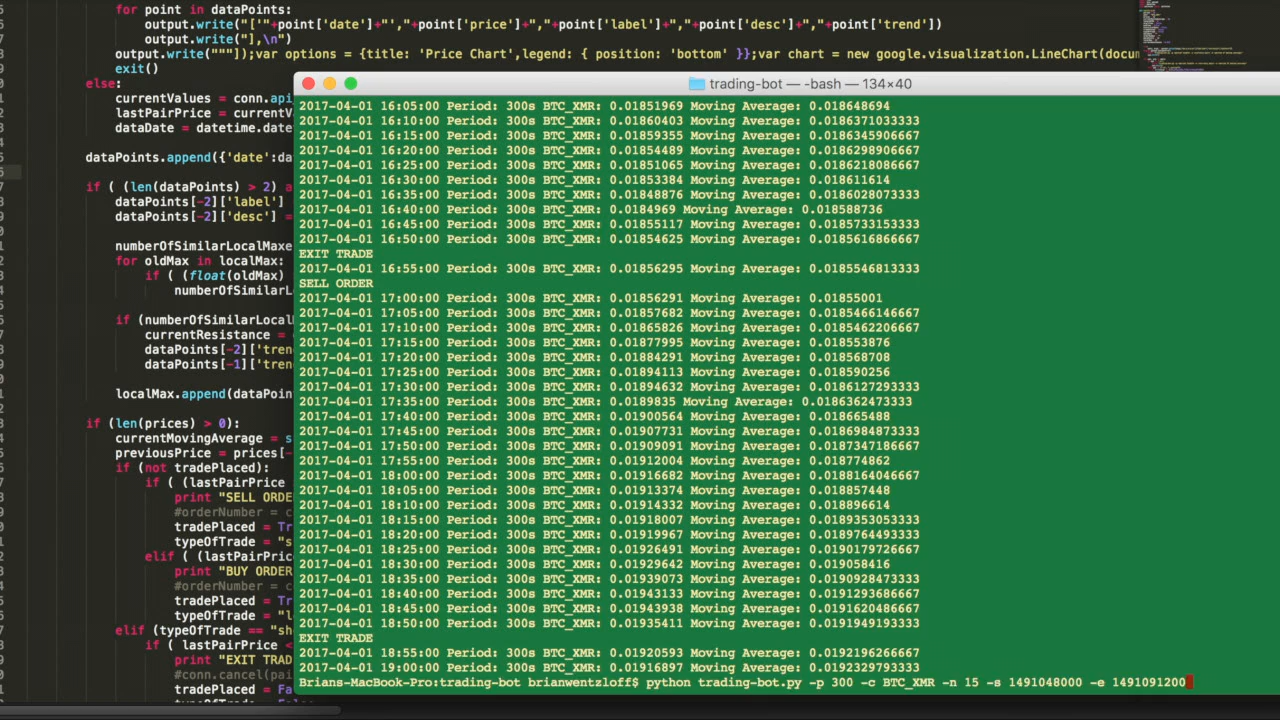 for point in dataPoints:
output.write("['"+point['date']+"',"+point['price']+","+point['label']+","+point['desc']+","+point['trend'])
output.write("],\n")
output.write("""]);var options = {title: 'Price Chart'.legend: { position: 'bottom' }};var chart = new google.visualization.LineChart(docum
exit()
else:
currentValues = conn.api
lastPairPrice = currentV
dataDate = datetime.date
dataPoints.append({'date':da
if ( (len(dataPoints) > 2) a
dataPoints[-2]['label']
dataPoints[-2]['desc'] =
numberOfSimilarLocalMaxe
for oldMax in localMax:
if ( (float(oldMax)
numberOfSimilarL
if (numberOfSimilarLocal
currentResistance =
dataPoints[-2]['tren
dataPoints[-1]['tren
localMax.append(dataPoin
if (len(prices) > 0):
currentMovingAverage = s
previousPrice = prices[-
if (not tradePlaced):
if ( (lastPairPrice
print "SELL ORDE
#orderNumber = c
tradePlaced = Tr
typeOfTrade = "s
elif ( (lastPairPric
print "BUY ORDER
#orderNumber = c
tradePlaced = Tr
typeOfTrade = "l
elif (typeOfTrade == "sh
if ( lastPairPrice <
print "EXIT TRAD
#conn.cancel(pai
tradePlaced = Fa
typeOfTrade = Fa
trading-bot — -bash — 134×40
2017-04-01 16:05:00 Period: 300s BTC_XMR: 0.01851969 Moving Average: 0.018648694
2017-04-01 16:10:00 Period: 300s BTC_XMR: 0.01860403 Moving Average: 0.0186371033333
2017-04-01 16:15:00 Period: 300s BTC_XMR: 0.01859355 Moving Average: 0.0186345906667
2017-04-01 16:20:00 Period: 300s BTC_XMR: 0.01854489 Moving Average: 0.0186298906667
2017-04-01 16:25:00 Period: 300s BTC_XMR: 0.01851065 Moving Average: 0.0186218086667
2017-04-01 16:30:00 Period: 300s BTC_XMR: 0.01853384 Moving Average: 0.018611614
2017-04-01 16:35:00 Period: 300s BTC_XMR: 0.01848876 Moving Average: 0.0186028073333
2017-04-01 16:40:00 Period: 300s BTC_XMR: 0.0184969 Moving Average: 0.018588736
2017-04-01 16:45:00 Period: 300s BTC_XMR: 0.01855117 Moving Average: 0.0185733153333
2017-04-01 16:50:00 Period: 300s BTC_XMR: 0.01854625 Moving Average: 0.0185616866667
EXIT TRADE
2017-04-01 16:55:00 Period: 300s BTC_XMR: 0.01856295 Moving Average: 0.0185546813333
SELL ORDER
2017-04-01 17:00:00 Period: 300s BTC_XMR: 0.01856291 Moving Average: 0.01855001
2017-04-01 17:05:00 Period: 300s BTC_XMR: 0.01857682 Moving Average: 0.0185466146667
2017-04-01 17:10:00 Period: 300s BTC_XMR: 0.01865826 Moving Average: 0.0185462206667
2017-04-01 17:15:00 Period: 300s BTC_XMR: 0.01877995 Moving Average: 0.018553876
2017-04-01 17:20:00 Period: 300s BTC_XMR: 0.01884291 Moving Average: 0.018568708
2017-04-01 17:25:00 Period: 300s BTC_XMR: 0.01894113 Moving Average: 0.018590256
2017-04-01 17:30:00 Period: 300s BTC_XMR: 0.01894632 Moving Average: 0.0186127293333
2017-04-01 17:35:00 Period: 300s BTC_XMR: 0.0189835 Moving Average: 0.0186362473333
2017-04-01 17:40:00 Period: 300s BTC_XMR: 0.01900564 Moving Average: 0.018665488
2017-04-01 17:45:00 Period: 300s BTC_XMR: 0.01907731 Moving Average: 0.0186984873333
2017-04-01 17:50:00 Period: 300s BTC_XMR: 0.01909091 Moving Average: 0.0187347186667
2017-04-01 17:55:00 Period: 300s BTC_XMR: 0.01912004 Moving Average: 0.018774862
2017-04-01 18:00:00 Period: 300s BTC_XMR: 0.01916682 Moving Average: 0.0188164046667
2017-04-01 18:05:00 Period: 300s BTC_XMR: 0.01913374 Moving Average: 0.018857448
2017-04-01 18:10:00 Period: 300s BTC_XMR: 0.01914332 Moving Average: 0.018896614
2017-04-01 18:15:00 Period: 300s BTC_XMR: 0.01918007 Moving Average: 0.0189353053333
2017-04-01 18:20:00 Period: 300s BTC_XMR: 0.01919967 Moving Average: 0.0189764493333
2017-04-01 18:25:00 Period: 300s BTC_XMR: 0.01926491 Moving Average: 0.0190179726667
2017-04-01 18:30:00 Period: 300s BTC_XMR: 0.01929642 Moving Average: 0.019058416
2017-04-01 18:35:00 Period: 300s BTC_XMR: 0.01939073 Moving Average: 0.0190928473333
2017-04-01 18:40:00 Period: 300s BTC_XMR: 0.01943133 Moving Average: 0.0191293686667
2017-04-01 18:45:00 Period: 300s BTC_XMR: 0.01943938 Moving Average: 0.0191620486667
2017-04-01 18:50:00 Period: 300s BTC_XMR: 0.01935411 Moving Average: 0.0191949193333
EXIT TRADE
2017-04-01 18:55:00 Period: 300s BTC_XMR: 0.01920593 Moving Average: 0.0192196266667
2017-04-01 19:00:00 Period: 300s BTC_XMR: 0.01916897 Moving Average: 0.0192329793333
Brians-MacBook-Pro:trading-bot brianwentzloff$ python trading-bot.py -p 300 -c BTC_XMR -n 15 -s 1491048000 -e 1491091200